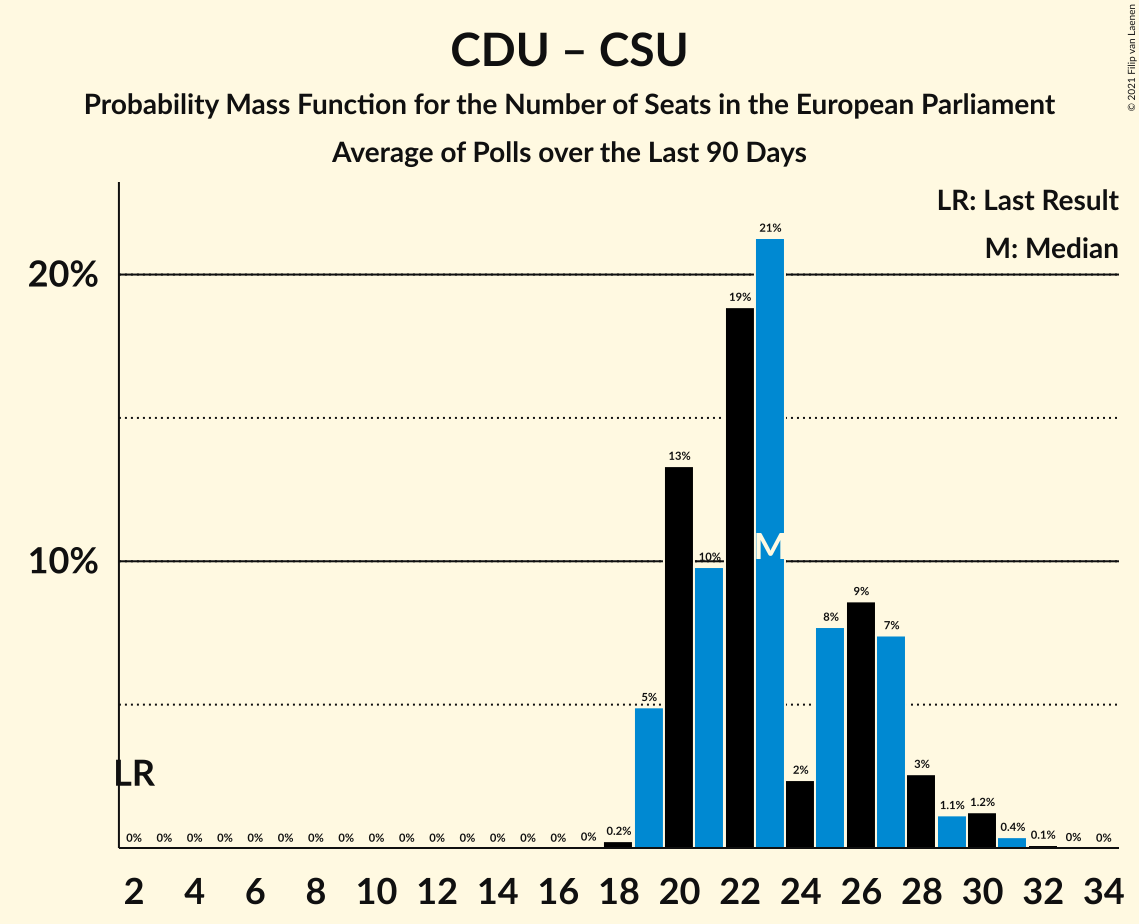 CDU – CSU
Probability Mass Function for the Number of Seats in the European Parliament
Average of Polls over the Last 90 Days
© 2021 Filip van Laenen
LR: Last Result
M: Median
20%
10%
LR
M
0% 0% 0% 0% 0% 0% 0% 0% 0% 0% 0% 0% 0% 0% 0% 0% 0.2% 5% 13% 10% 19% 21% 2% 8% 9% 7% 3% 1.1% 1.2% 0.4% 0.1% 0% 0%
2 4 6 8 10 12 14 16 18 20 22 24 26 28 30 32 34